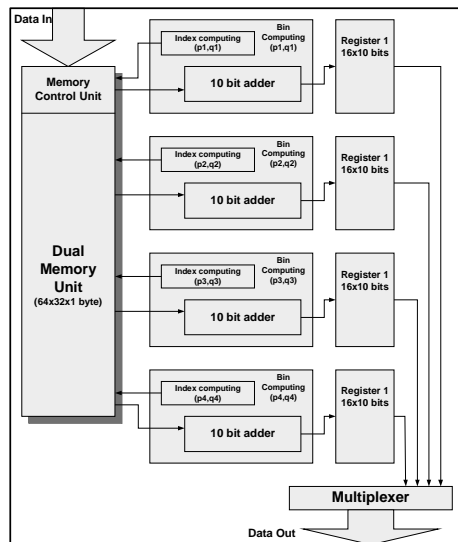 Data In
Memory
Control Unit
Dual
Memory
Unit
(64x32x1 byte)
Index computing
(p1,q1)
Bin
Computing
(p1,q1)
10 bit adder
Register 1
16x10 bits
Index computing
(p2,q2)
Bin
Computing
(p2,q2)
10 bit adder
Register 1
16x10 bits
Index computing
(p3,q3)
Bin
Computing
(p3,q3)
10 bit adder
Register 1
16x10 bits
Index computing
(p4,q4)
Bin
Computing
(p4,q4)
10 bit adder
Register 1
16x10 bits
Multiplexer
Data Out